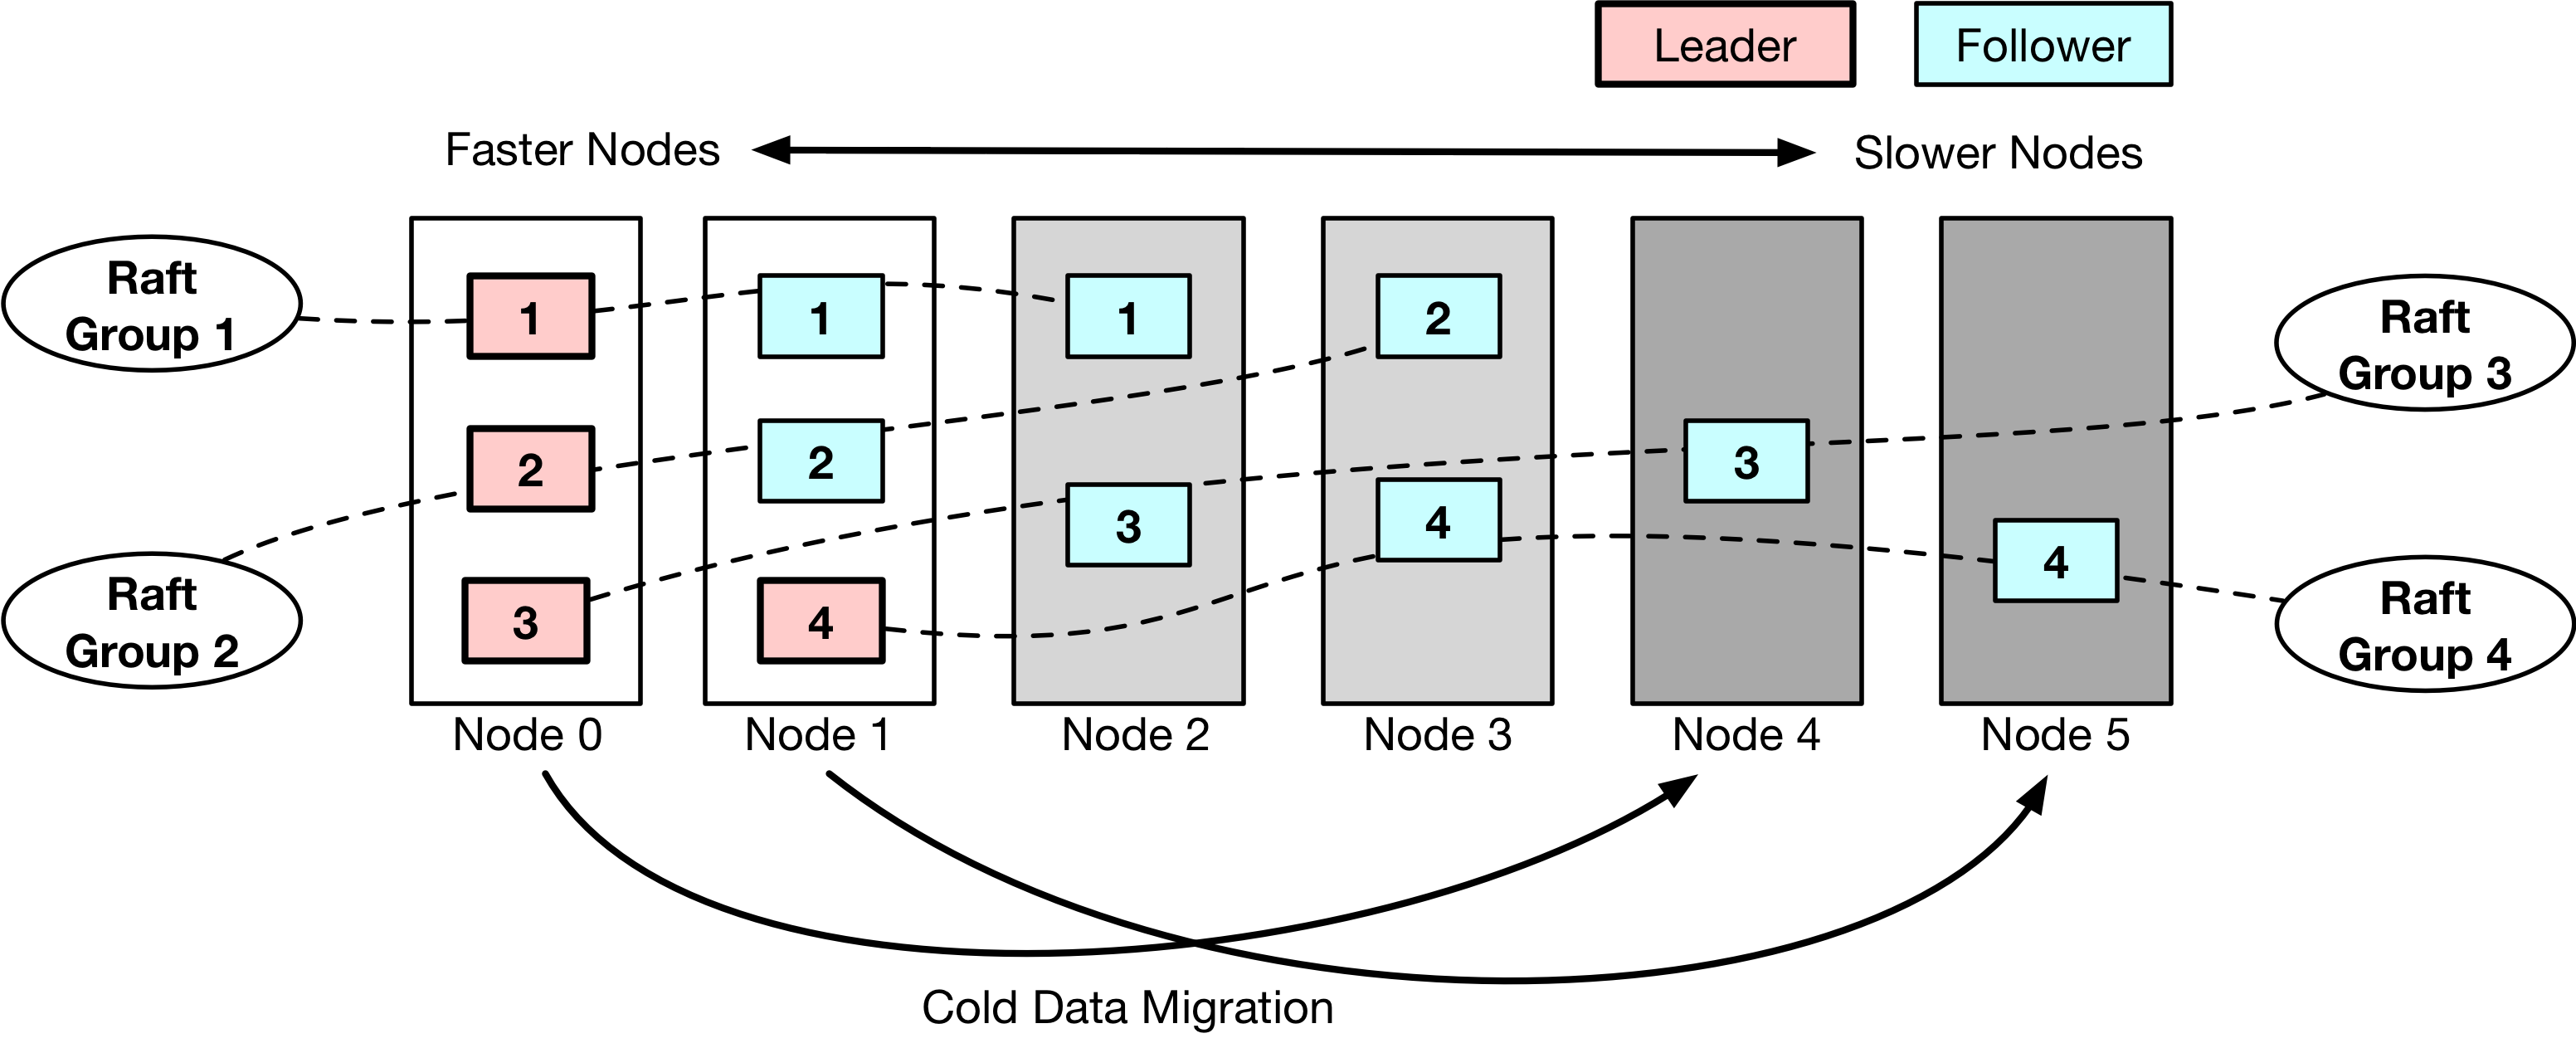 Leader
Follower
Faster Nodes
Slower Nodes
Raft
Group 1
1
1
1
2
Raft
Group 3
2
2
3
4
3
Raft
Group 2
3
4
4
Raft
Group 4
Node 0
Node 1
Node 2
Node 3
Node 4
Node 5
Cold Data Migration